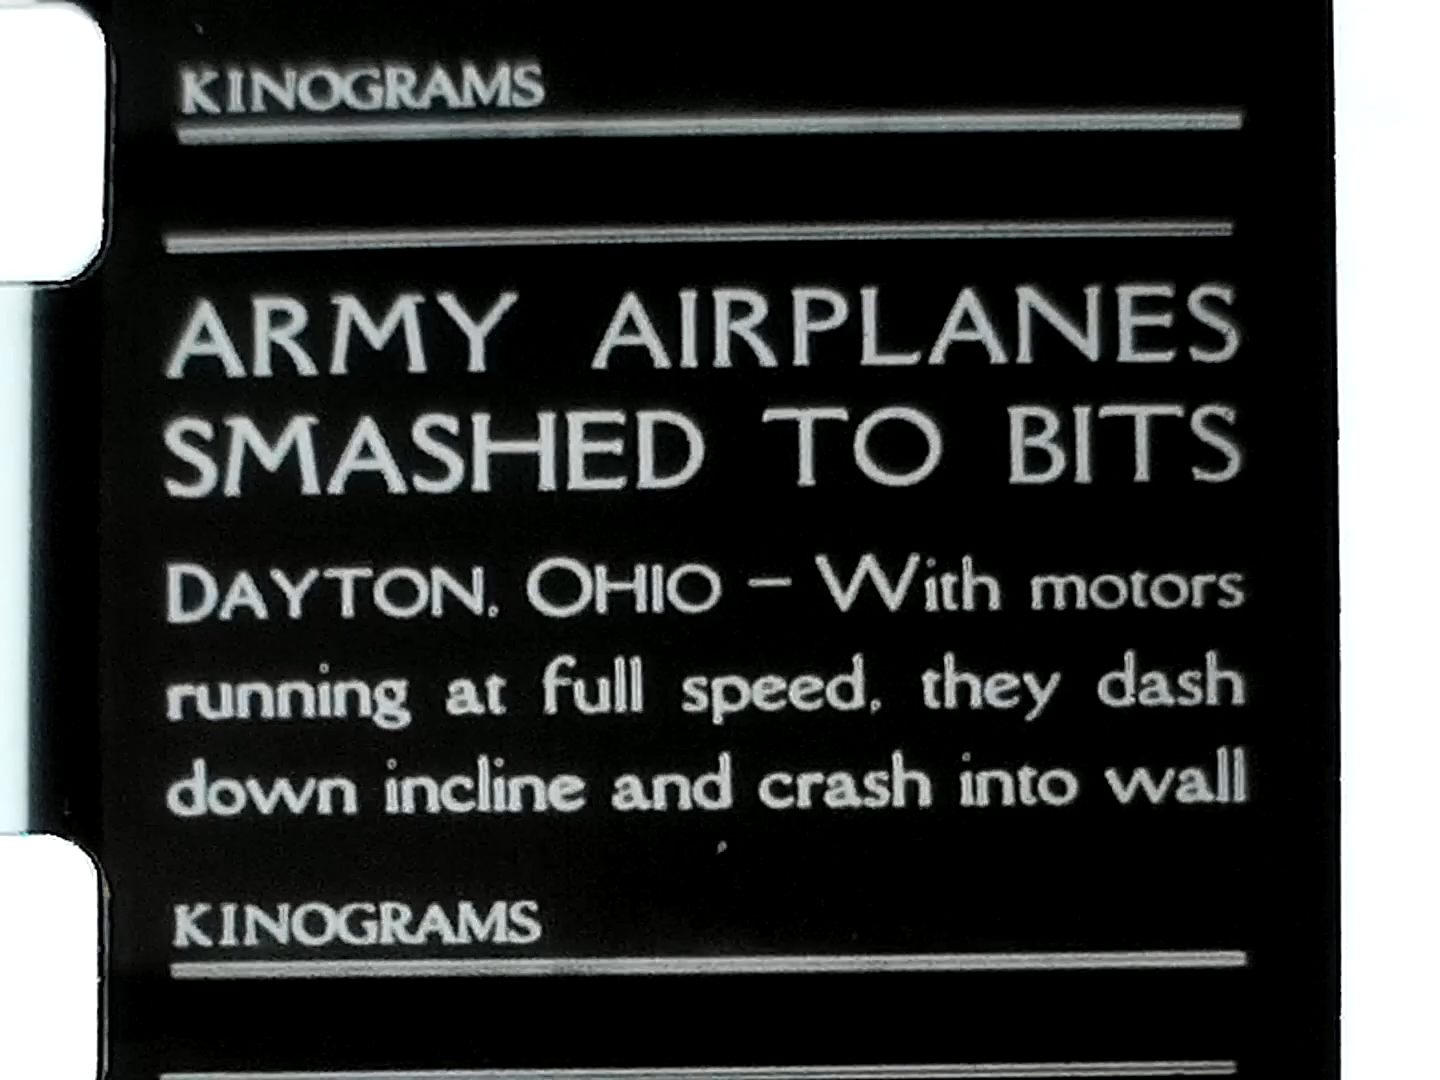 KINOGRAMS
ARMY AIRPLANES
SMASHED TO BITS
DAYTON, OHIO – With motors
running at full speed, they dash
down incline and crash into wall
KINOGRAMS